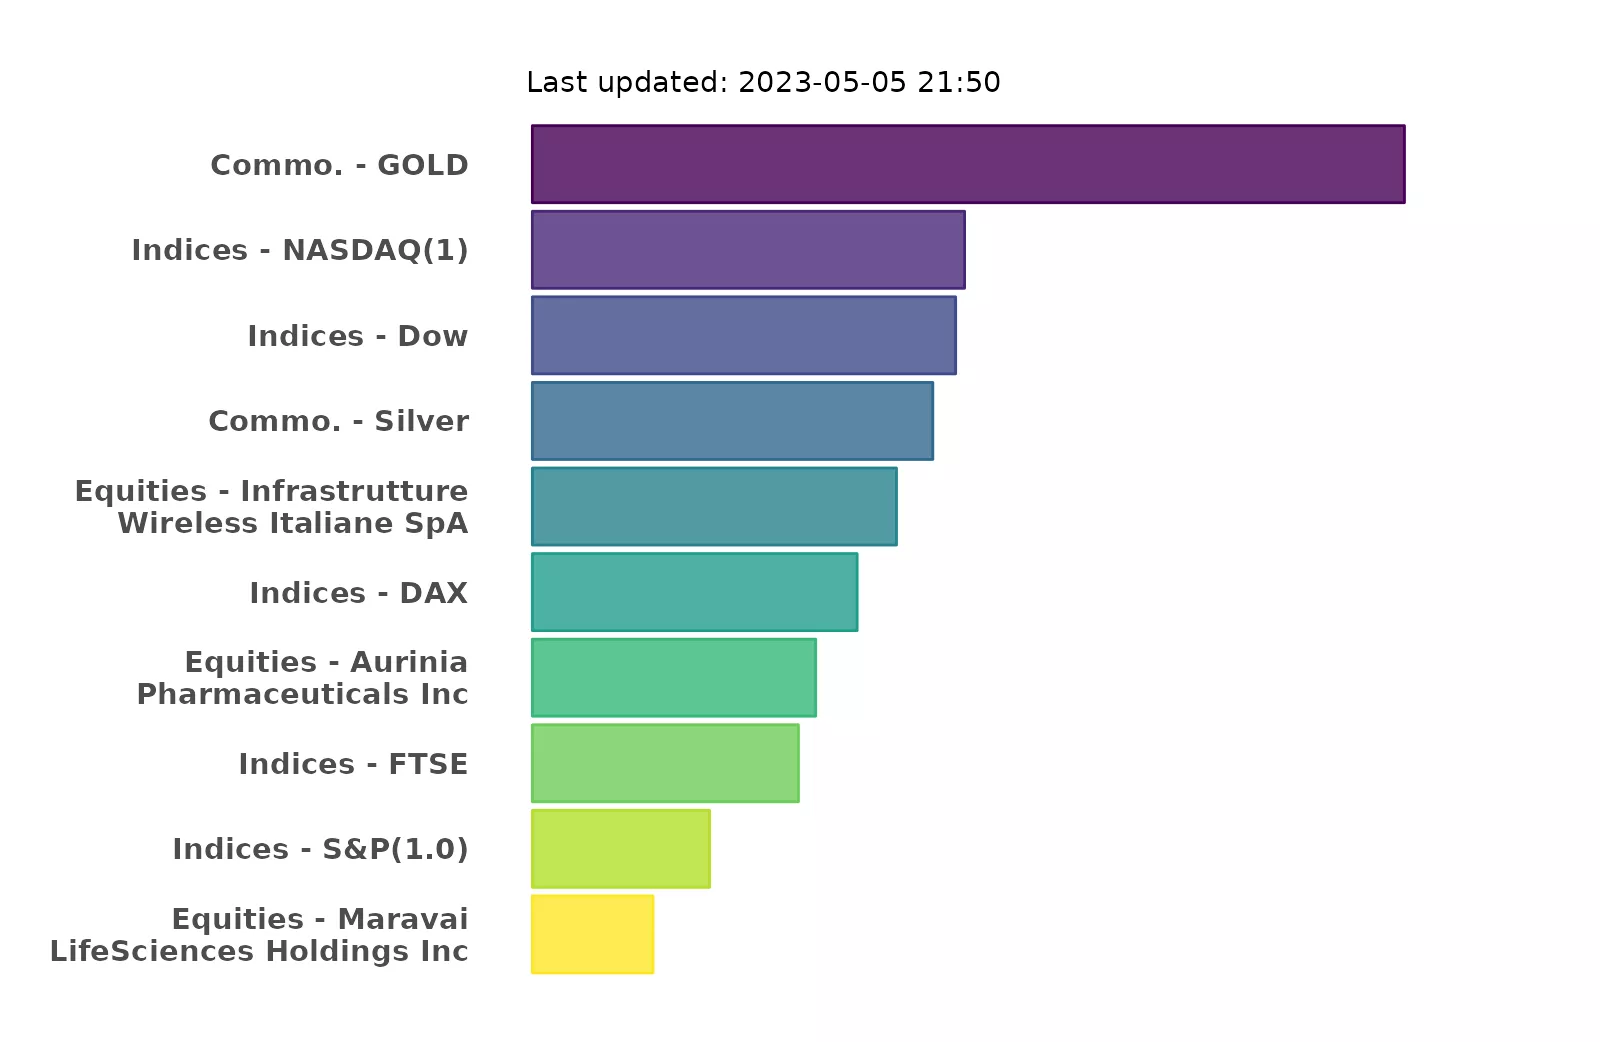 Last updated: 2023-05-05 21:50
Commo. - GOLD
Indices - NASDAQ(1)
Indices - Dow
Commo. - Silver
Equities - Infrastrutture
Wireless Italiane SpA
Indices - DAX
Equities - Aurinia
Pharmaceuticals Inc
Indices - FTSE
Indices - S&P(1.0)
Equities - Maravai
LifeSciences Holdings Inc